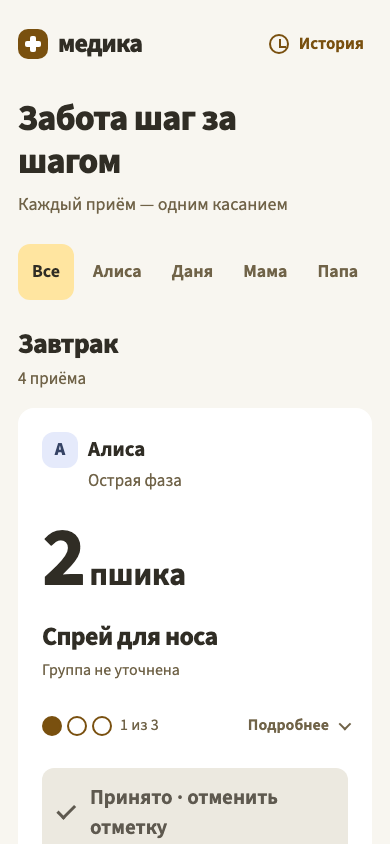 медика
История
Забота шаг за
шагом
Каждый приём — одним касанием
Все Алиса Даня Мама Папа
Завтрак
4 приёма
А Алиса
Острая фаза
2 пшика
Спрей для носа
Группа не уточнена
1 из 3
Подробнее
Принято · отменить
отметку